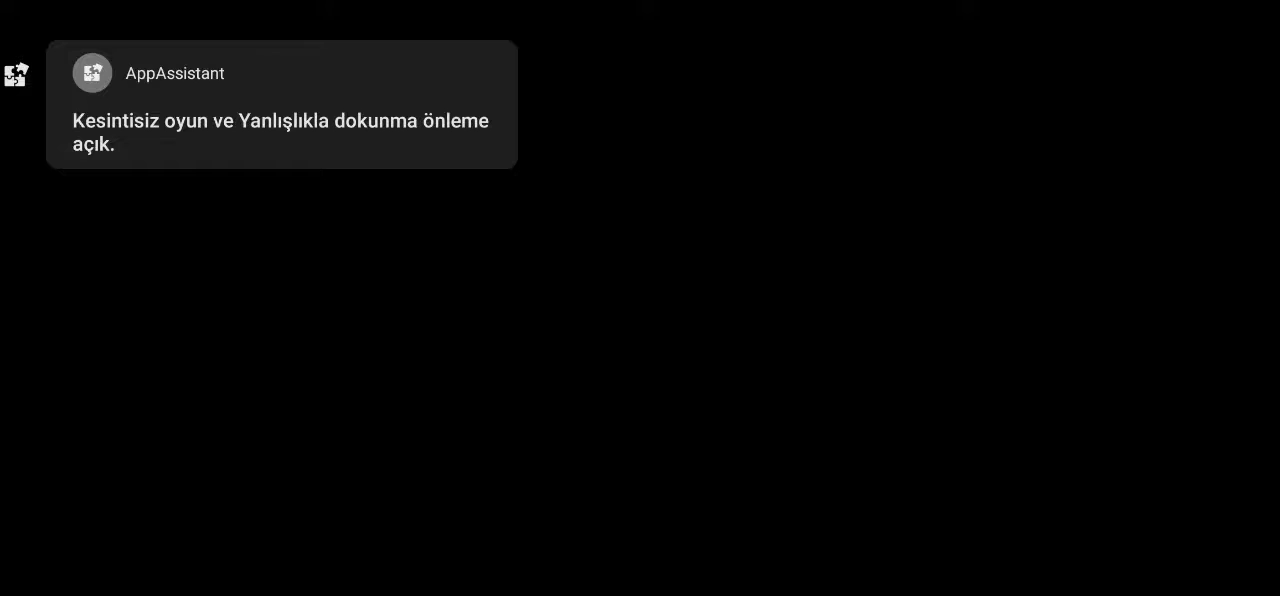 AppAssistant
Kesintisiz oyun ve Yanlışlıkla dokunma önleme
açık.